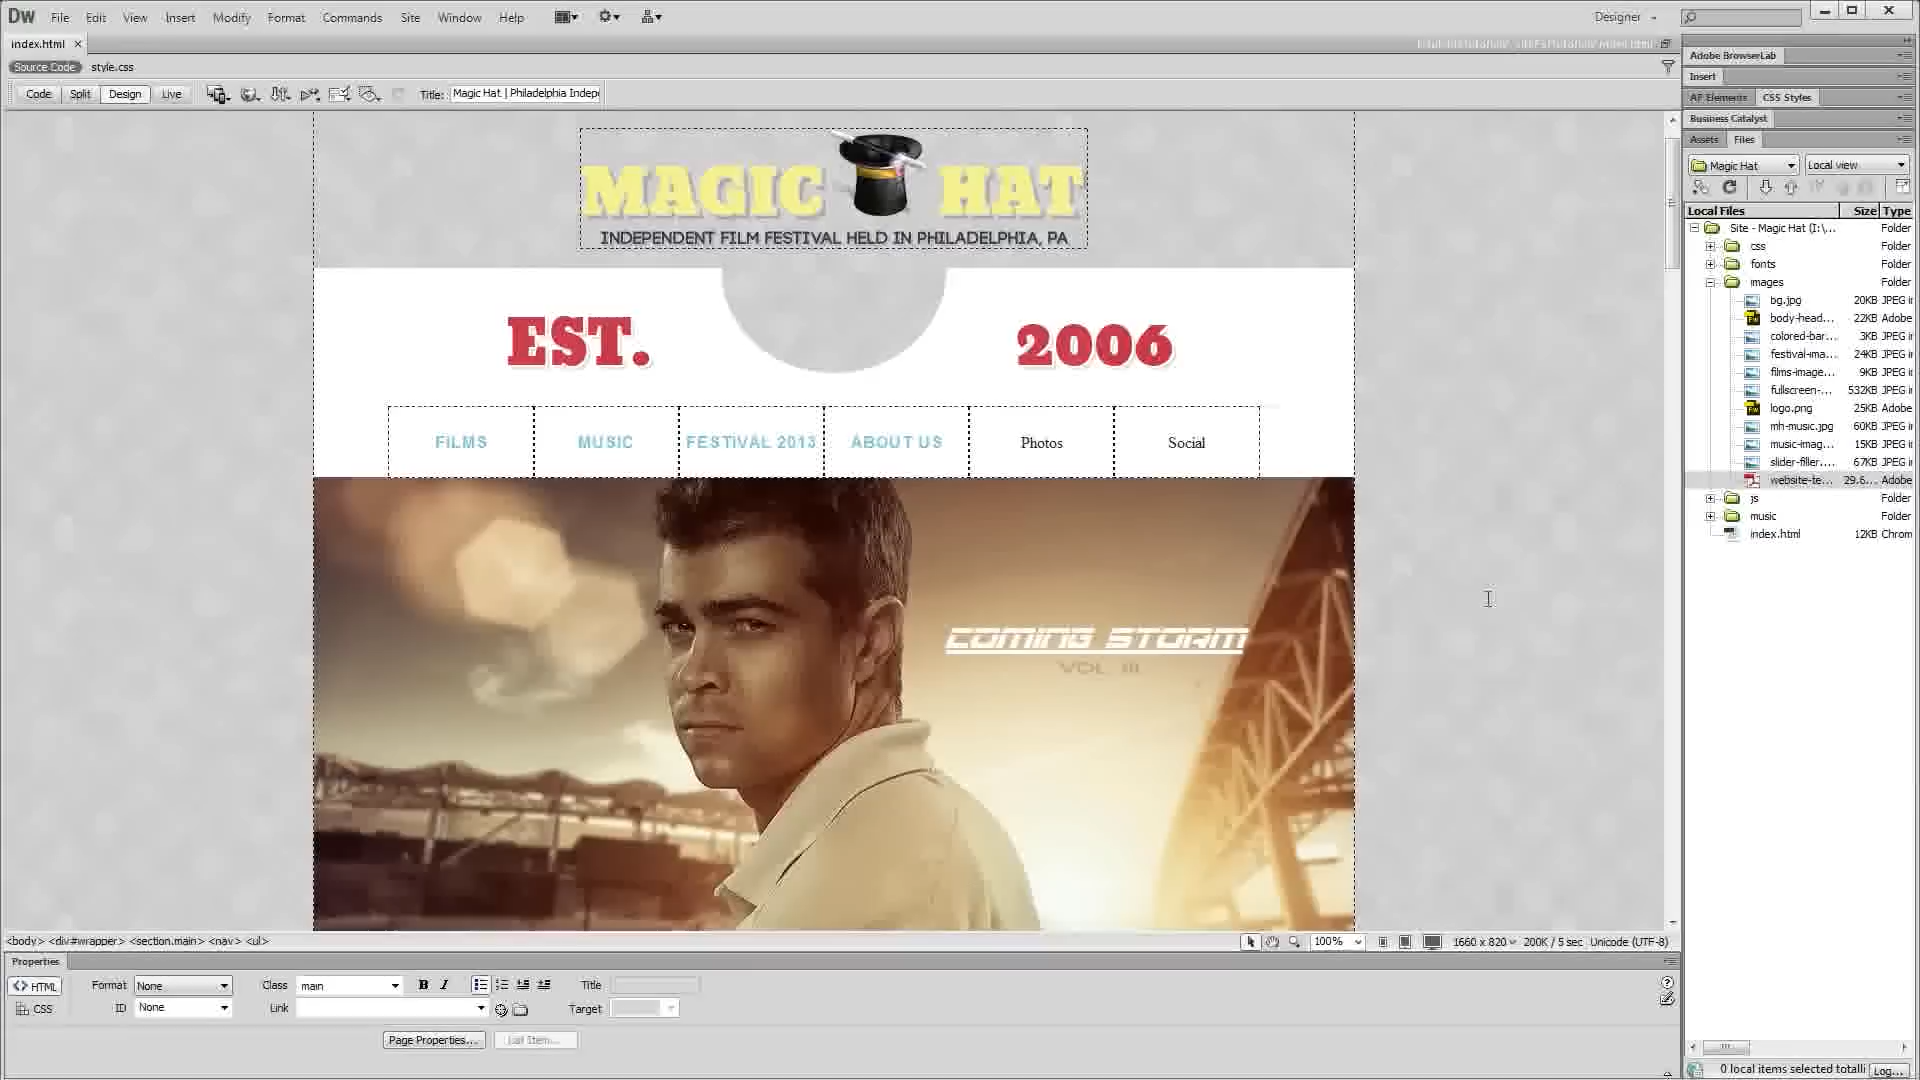 Dw File Edit View Insert Modify Format Commands Site Window Help Designer
index.html
Source Code style.css
Code Split Design Live Title: Magic Hat | Philadelphia Indep
MAGIC HAT
INDEPENDENT FILM FESTIVAL HELD IN PHILADELPHIA, PA
EST. 2006
FiLMS MUSIC FESTiVAL 2013 ABOUT US Photos Social
COMING STORM
VOL III
<body> <div#wrapper> <section.main> <nav> <ul> 100% 1660 x 820 200K / 5 sec Unicode (UTF-8)
Properties
<> HTML Format None Class main B I Title
CSS ID None Link Target
Page Properties... List Item...
Adobe BrowserLab
Insert
AP Elements CSS Styles
Business Catalyst
Assets Files
Magic Hat Local view
Local Files Size Type
Site - Magic Hat (I:\... Folder
css Folder
fonts Folder
images Folder
bg.jpg 20KB JPEG i
body-head... 22KB Adobe
colored-bar... 3KB JPEG i
festival-ima... 24KB JPEG i
films-image... 9KB JPEG i
fullscreen-... 532KB JPEG i
logo.png 25KB Adobe
mh-music.jpg 60KB JPEG i
music-imag... 15KB JPEG i
slider-filler.... 67KB JPEG i
website-te... 29.6... Adobe
js Folder
music Folder
index.html 12KB Chrom
0 local items selected totalli Log...